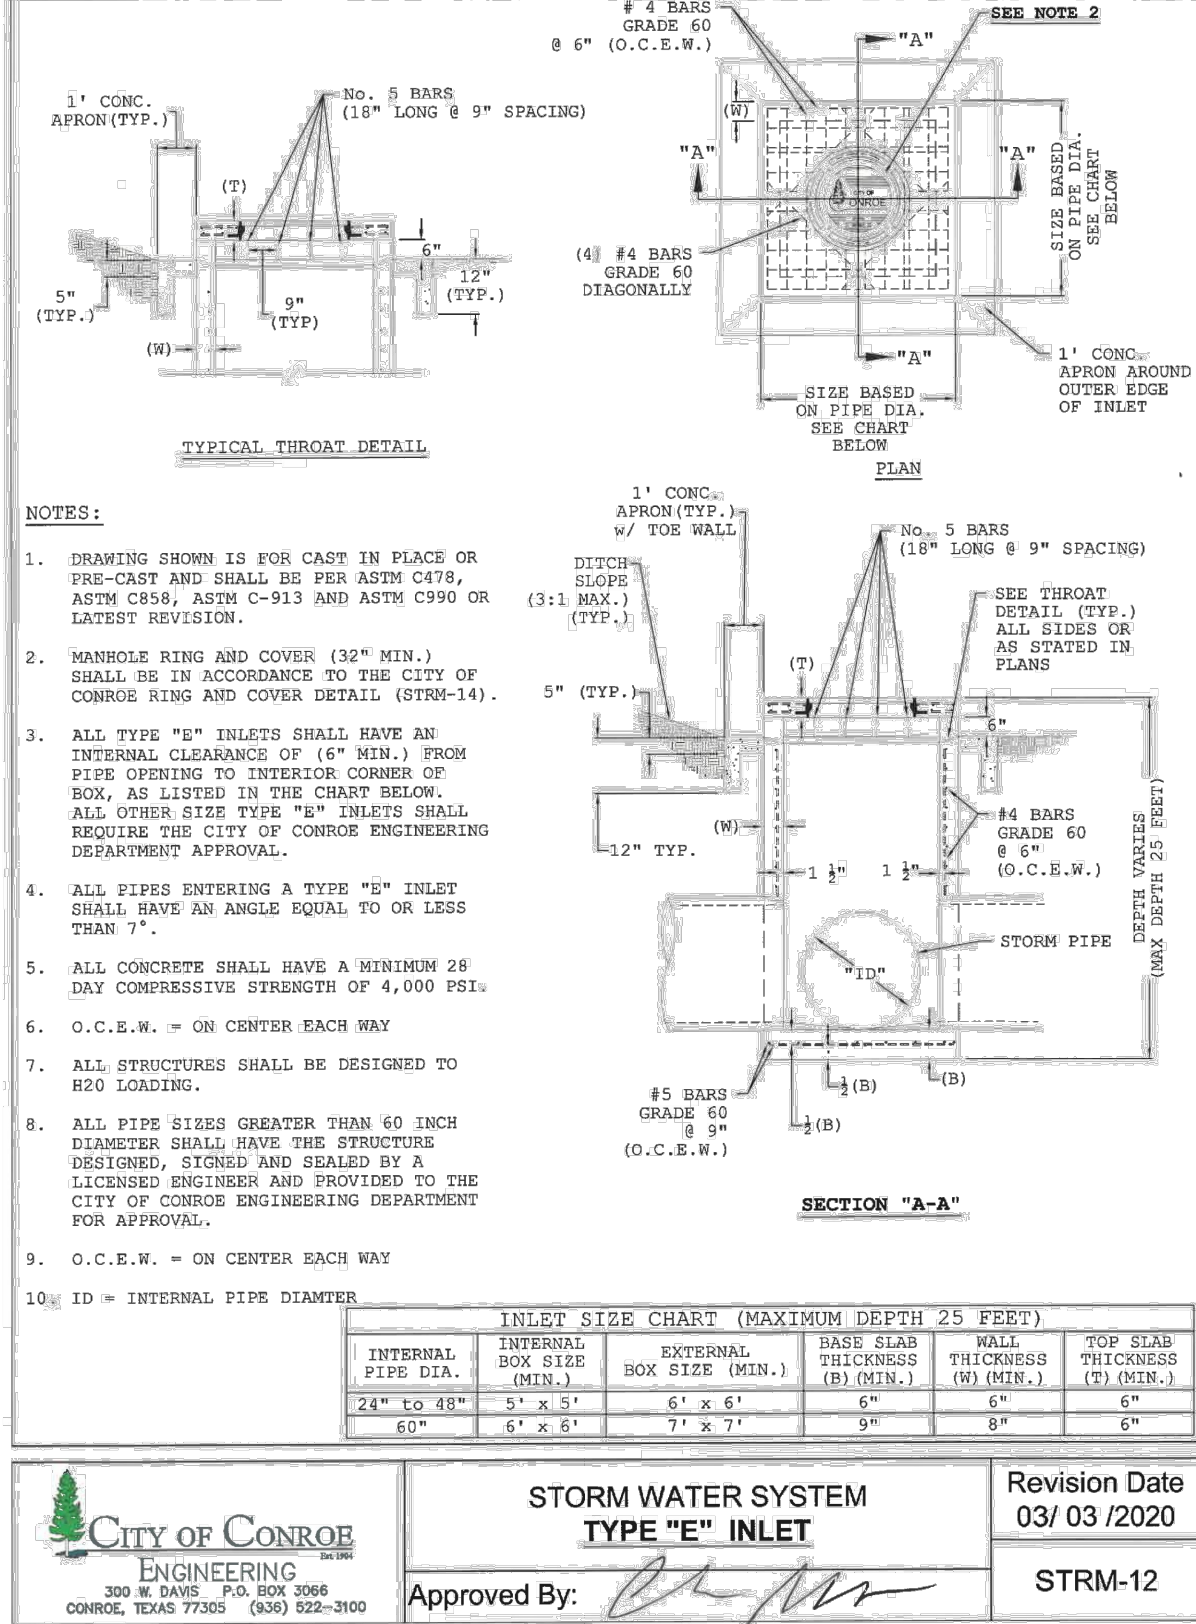 # 4 BARS
GRADE 60
@ 6" (O.C.E.W.)
SEE NOTE 2
"A"
(W)
"A"
"A"
CITY OF
CONROE
SIZE BASED
ON PIPE DIA.
SEE CHART
BELOW
(4) #4 BARS
GRADE 60
DIAGONALLY
"A"
1' CONC.
APRON AROUND
OUTER EDGE
OF INLET
SIZE BASED
ON PIPE DIA.
SEE CHART
BELOW
PLAN
1' CONC.
APRON(TYP.)
No. 5 BARS
(18" LONG @ 9" SPACING)
(T)
6"
12"
(TYP.)
5"
(TYP.)
9"
(TYP)
(W)
TYPICAL THROAT DETAIL
NOTES:
1. DRAWING SHOWN IS FOR CAST IN PLACE OR
PRE-CAST AND SHALL BE PER ASTM C478,
ASTM C858, ASTM C-913 AND ASTM C990 OR
LATEST REVISION.
2. MANHOLE RING AND COVER (32" MIN.)
SHALL BE IN ACCORDANCE TO THE CITY OF
CONROE RING AND COVER DETAIL (STRM-14).
3. ALL TYPE "E" INLETS SHALL HAVE AN
INTERNAL CLEARANCE OF (6" MIN.) FROM
PIPE OPENING TO INTERIOR CORNER OF
BOX, AS LISTED IN THE CHART BELOW.
ALL OTHER SIZE TYPE "E" INLETS SHALL
REQUIRE THE CITY OF CONROE ENGINEERING
DEPARTMENT APPROVAL.
4. ALL PIPES ENTERING A TYPE "E" INLET
SHALL HAVE AN ANGLE EQUAL TO OR LESS
THAN 7°.
5. ALL CONCRETE SHALL HAVE A MINIMUM 28
DAY COMPRESSIVE STRENGTH OF 4,000 PSI.
6. O.C.E.W. = ON CENTER EACH WAY
7. ALL STRUCTURES SHALL BE DESIGNED TO
H20 LOADING.
8. ALL PIPE SIZES GREATER THAN 60 INCH
DIAMETER SHALL HAVE THE STRUCTURE
DESIGNED, SIGNED AND SEALED BY A
LICENSED ENGINEER AND PROVIDED TO THE
CITY OF CONROE ENGINEERING DEPARTMENT
FOR APPROVAL.
9. O.C.E.W. = ON CENTER EACH WAY
10. ID = INTERNAL PIPE DIAMTER
1' CONC.
APRON(TYP.)
w/ TOE WALL
No. 5 BARS
(18" LONG @ 9" SPACING)
DITCH
SLOPE
(3:1 MAX.)
(TYP.)
SEE THROAT
DETAIL (TYP.)
ALL SIDES OR
AS STATED IN
PLANS
(T)
5" (TYP.)
6"
(W)
12" TYP.
1 ½"
1 ½"
#4 BARS
GRADE 60
@ 6"
(O.C.E.W.)
DEPTH VARIES
(MAX DEPTH 25 FEET)
STORM PIPE
"ID"
#5 BARS
GRADE 60
@ 9"
(O.C.E.W.)
½(B)
(B)
½(B)
SECTION "A-A"
INLET SIZE CHART (MAXIMUM DEPTH 25 FEET)
INTERNAL
PIPE DIA.
INTERNAL
BOX SIZE
(MIN.)
EXTERNAL
BOX SIZE (MIN.)
BASE SLAB
THICKNESS
(B) (MIN.)
WALL
THICKNESS
(W) (MIN.)
TOP SLAB
THICKNESS
(T) (MIN.)
24" to 48" 5' x 5' 6' x 6' 6" 6" 6"
60" 6' x 6' 7' x 7' 9" 8" 6"
CITY OF CONROE
Est. 1904
ENGINEERING
300 W. DAVIS P.O. BOX 3066
CONROE, TEXAS 77305 (936) 522-3100
STORM WATER SYSTEM
TYPE "E" INLET
Approved By:
Revision Date
03/ 03 /2020
STRM-12